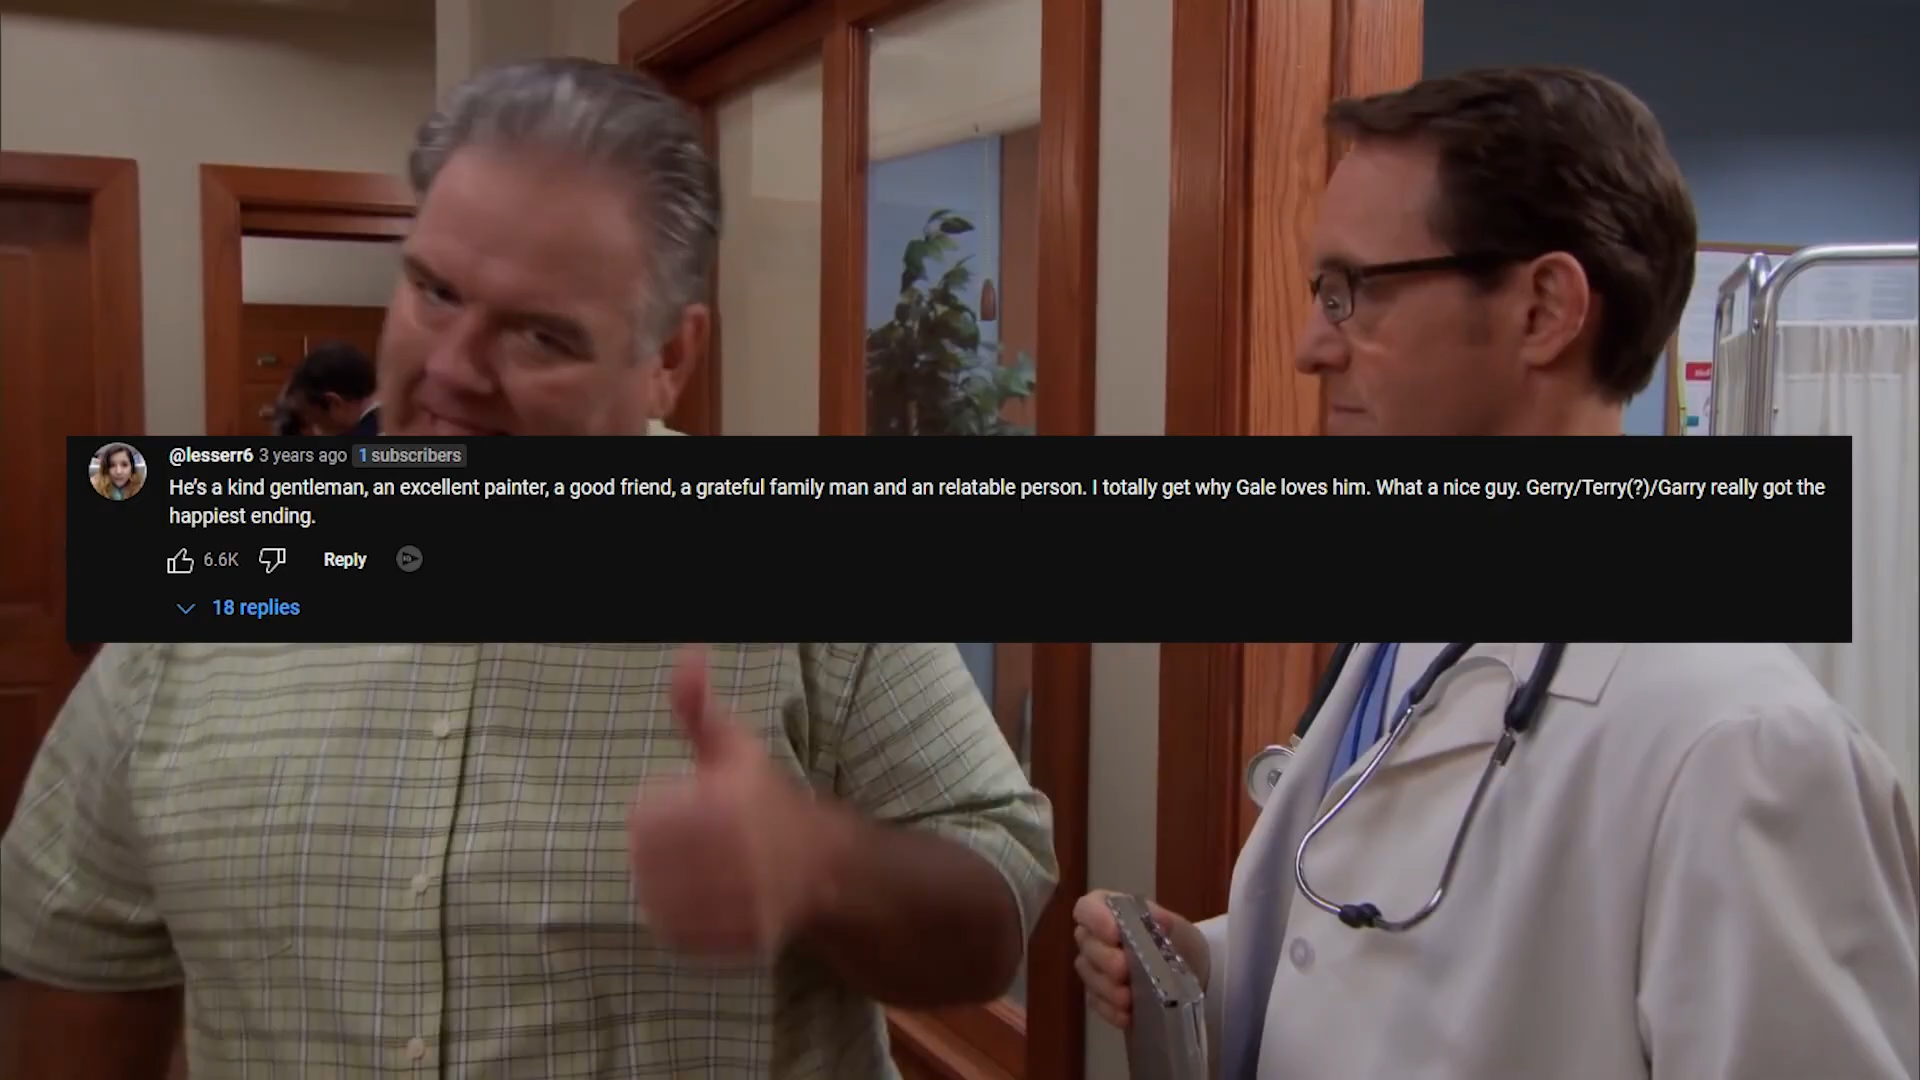 @lesserr6 3 years ago 1 subscribers
He's a kind gentleman, an excellent painter, a good friend, a grateful family man and an relatable person. I totally get why Gale loves him. What a nice guy. Gerry/Terry(?)/Garry really got the
happiest ending.
6.6K Reply
18 replies